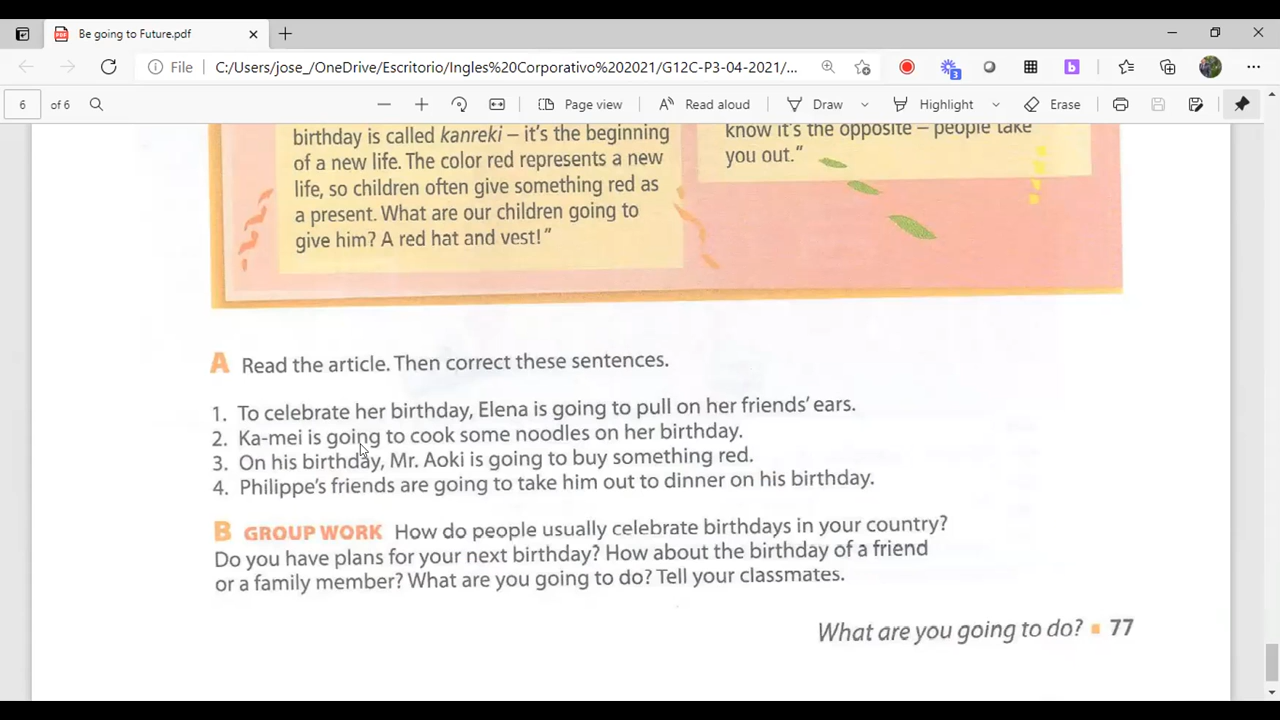 Be going to Future.pdf
File C:/Users/jose_/OneDrive/Escritorio/Ingles%20Corporativo%202021/G12C-P3-04-2021/...
3
6 of 6 Page view Read aloud Draw Highlight Erase
birthday is called kanreki – it's the beginning
of a new life. The color red represents a new
life, so children often give something red as
a present. What are our children going to
give him? A red hat and vest!"
know it's the opposite – people take
you out."
A Read the article. Then correct these sentences.
1. To celebrate her birthday, Elena is going to pull on her friends' ears.
2. Ka-mei is going to cook some noodles on her birthday.
3. On his birthday, Mr. Aoki is going to buy something red.
4. Philippe's friends are going to take him out to dinner on his birthday.
B GROUP WORK How do people usually celebrate birthdays in your country?
Do you have plans for your next birthday? How about the birthday of a friend
or a family member? What are you going to do? Tell your classmates.
What are you going to do? 77